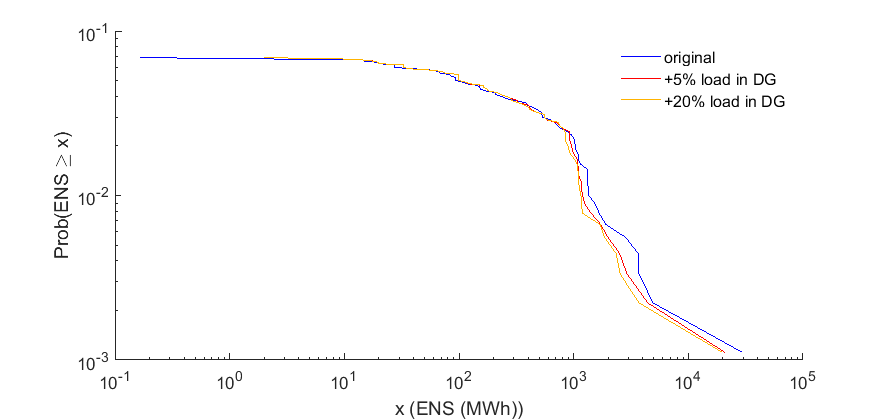 10^-1
10^-2
10^-3
Prob(ENS ≥ x)
original
+5% load in DG
+20% load in DG
10^-1 10^0 10^1 10^2 10^3 10^4 10^5
x (ENS (MWh))